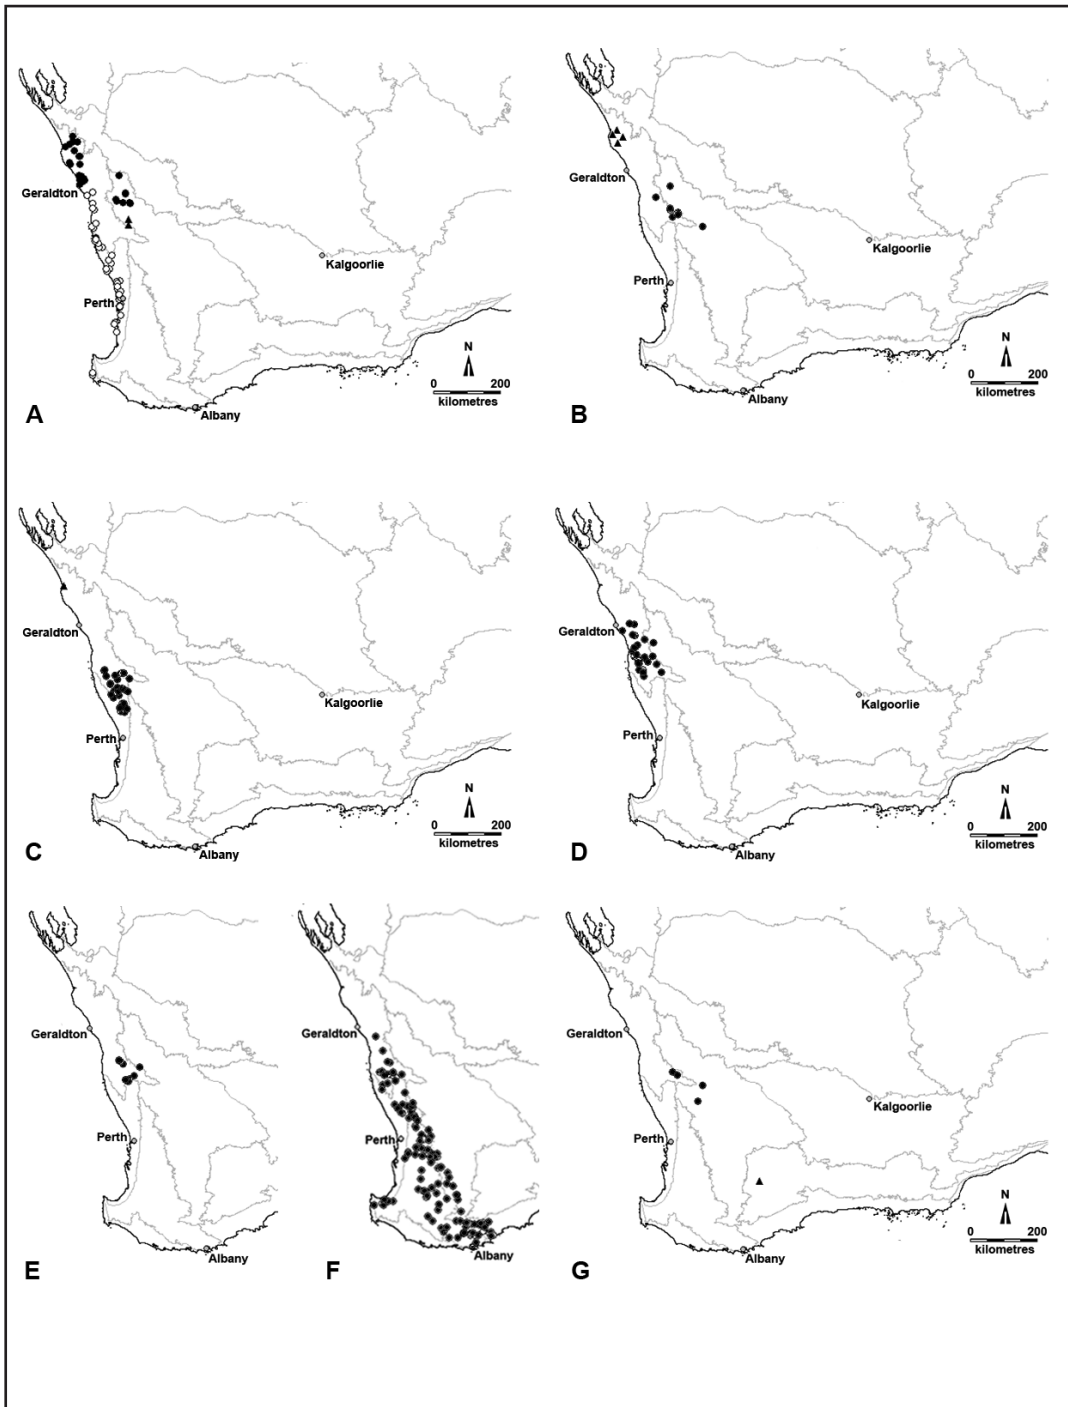 Geraldton
Kalgoorlie
Perth
N
0 200
kilometres
Albany
A
Geraldton
Kalgoorlie
Perth
N
0 200
kilometres
Albany
B
Geraldton
Kalgoorlie
Perth
N
0 200
kilometres
Albany
C
Geraldton
Kalgoorlie
Perth
N
0 200
kilometres
Albany
D
Geraldton
Perth
Albany
E
Geraldton
Perth
Albany
F
Geraldton
Kalgoorlie
Perth
N
0 200
kilometres
Albany
G